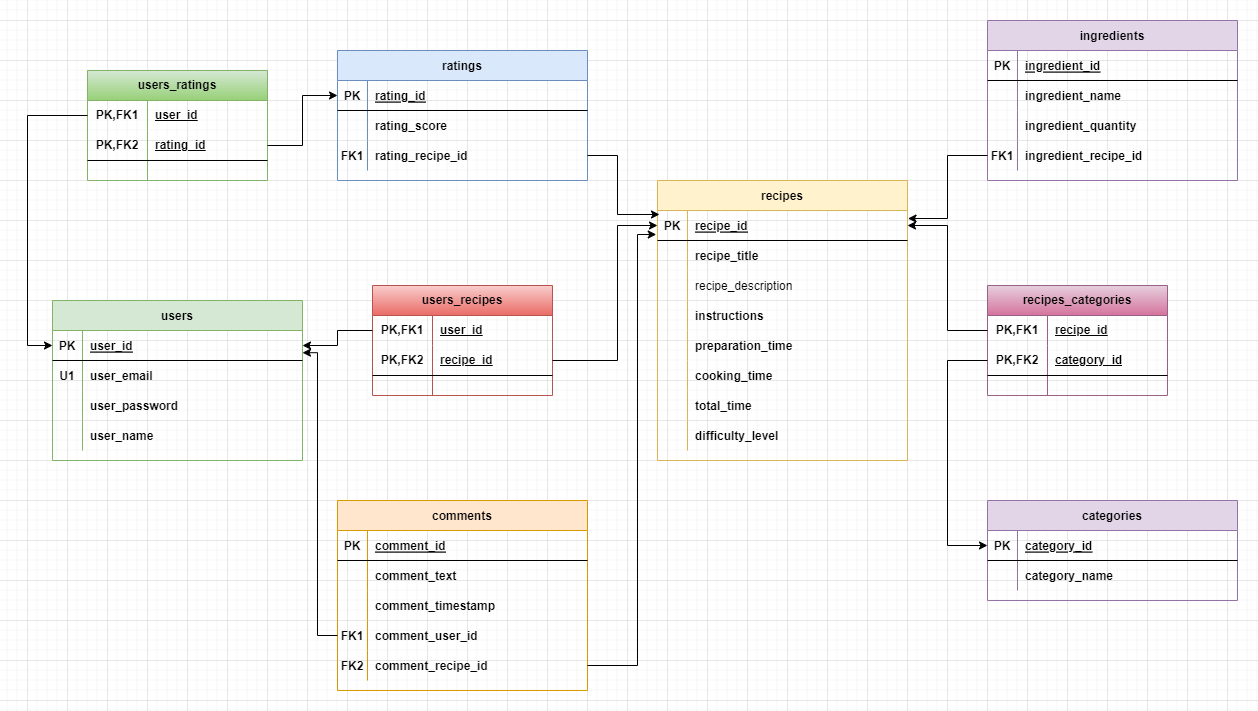 users_ratings
PK,FK1 user_id
PK,FK2 rating_id
ratings
PK rating_id
rating_score
FK1 rating_recipe_id
ingredients
PK ingredient_id
ingredient_name
ingredient_quantity
FK1 ingredient_recipe_id
recipes
PK recipe_id
recipe_title
recipe_description
instructions
preparation_time
cooking_time
total_time
difficulty_level
users
PK user_id
U1 user_email
user_password
user_name
users_recipes
PK,FK1 user_id
PK,FK2 recipe_id
recipes_categories
PK,FK1 recipe_id
PK,FK2 category_id
comments
PK comment_id
comment_text
comment_timestamp
FK1 comment_user_id
FK2 comment_recipe_id
categories
PK category_id
category_name